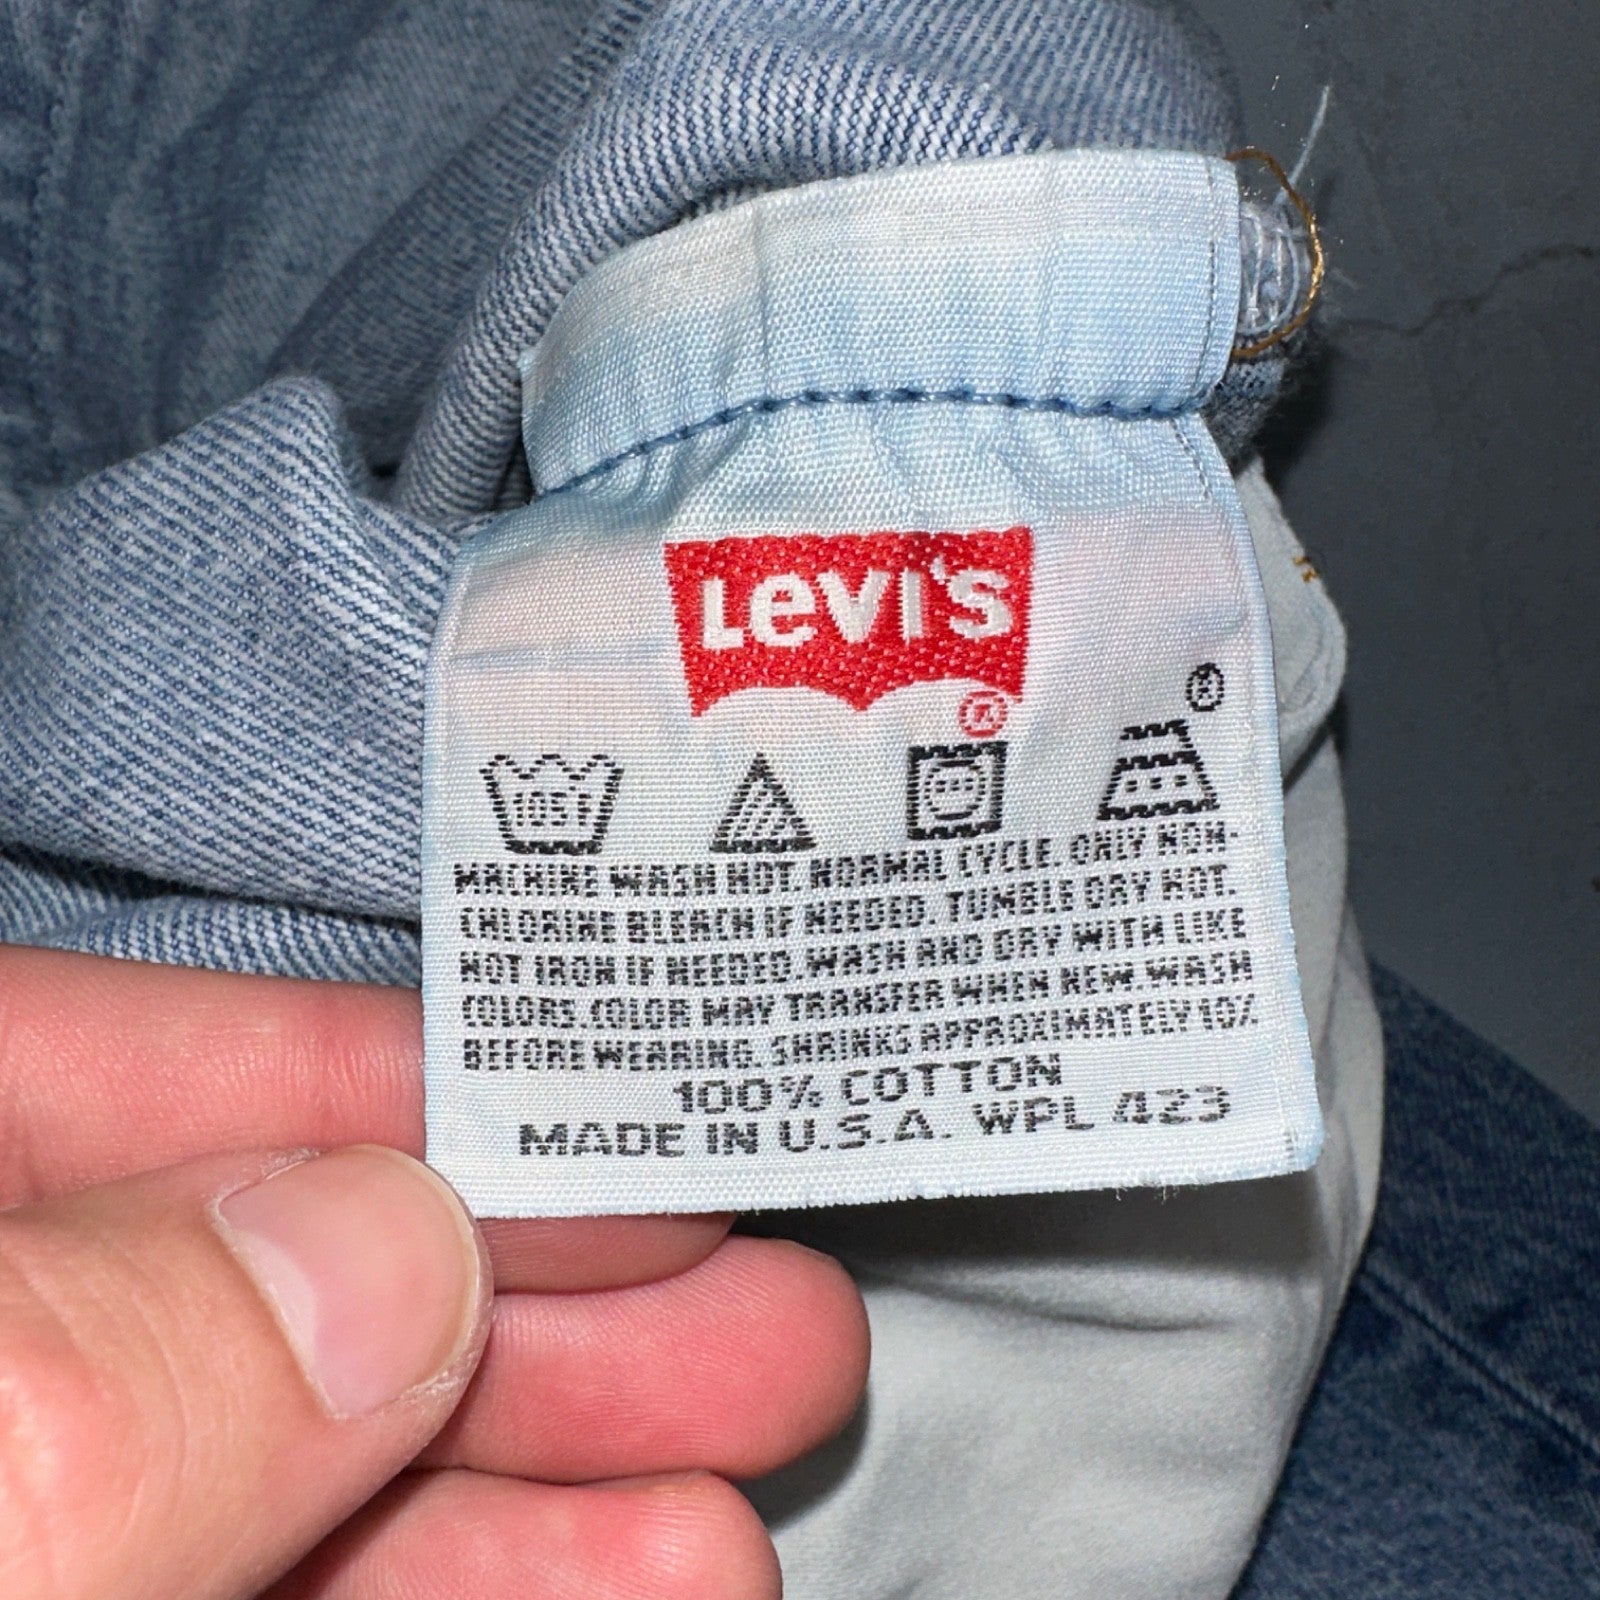 Levi's
®
®
105°F
MACHINE WASH HOT. NORMAL CYCLE. ONLY NON-
CHLORINE BLEACH IF NEEDED. TUMBLE DRY HOT.
HOT IRON IF NEEDED. WASH AND DRY WITH LIKE
COLORS. COLOR MAY TRANSFER WHEN NEW. WASH
BEFORE WEARING. SHRINKS APPROXIMATELY 10%
100% COTTON
MADE IN U.S.A. WPL 423